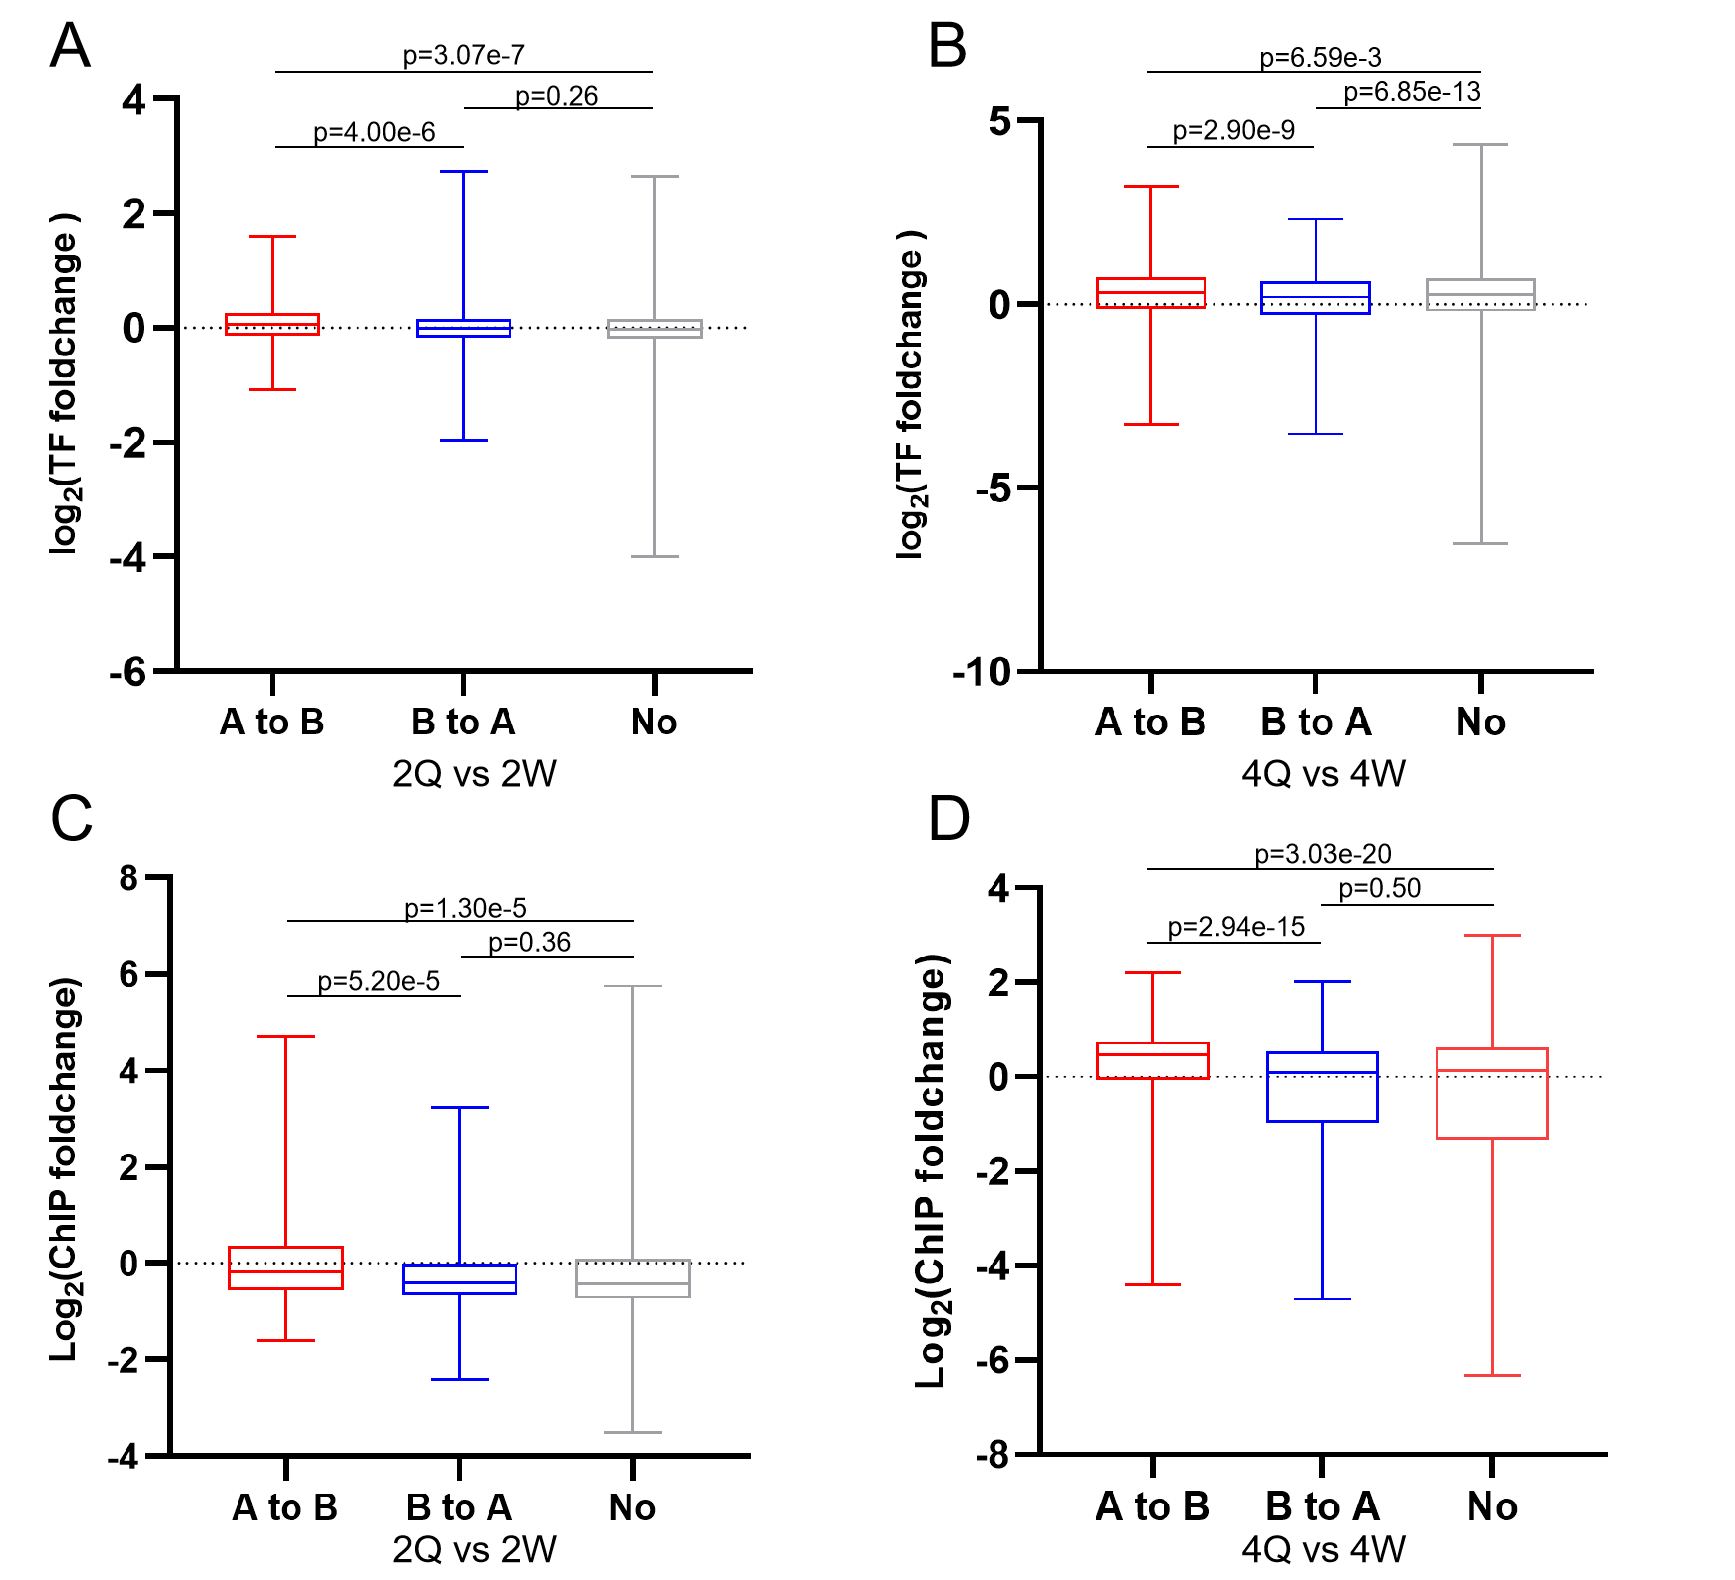 A
p=3.07e-7
p=0.26
p=4.00e-6
log2(TF foldchange )
4
2
0
-2
-4
-6
A to B
B to A
No
2Q vs 2W
B
p=6.59e-3
p=6.85e-13
p=2.90e-9
log2(TF foldchange )
5
0
-5
-10
A to B
B to A
No
4Q vs 4W
C
p=1.30e-5
p=0.36
p=5.20e-5
Log2(ChIP foldchange)
8
6
4
2
0
-2
-4
A to B
B to A
No
2Q vs 2W
D
p=3.03e-20
p=0.50
p=2.94e-15
Log2(ChIP foldchange)
4
2
0
-2
-4
-6
-8
A to B
B to A
No
4Q vs 4W